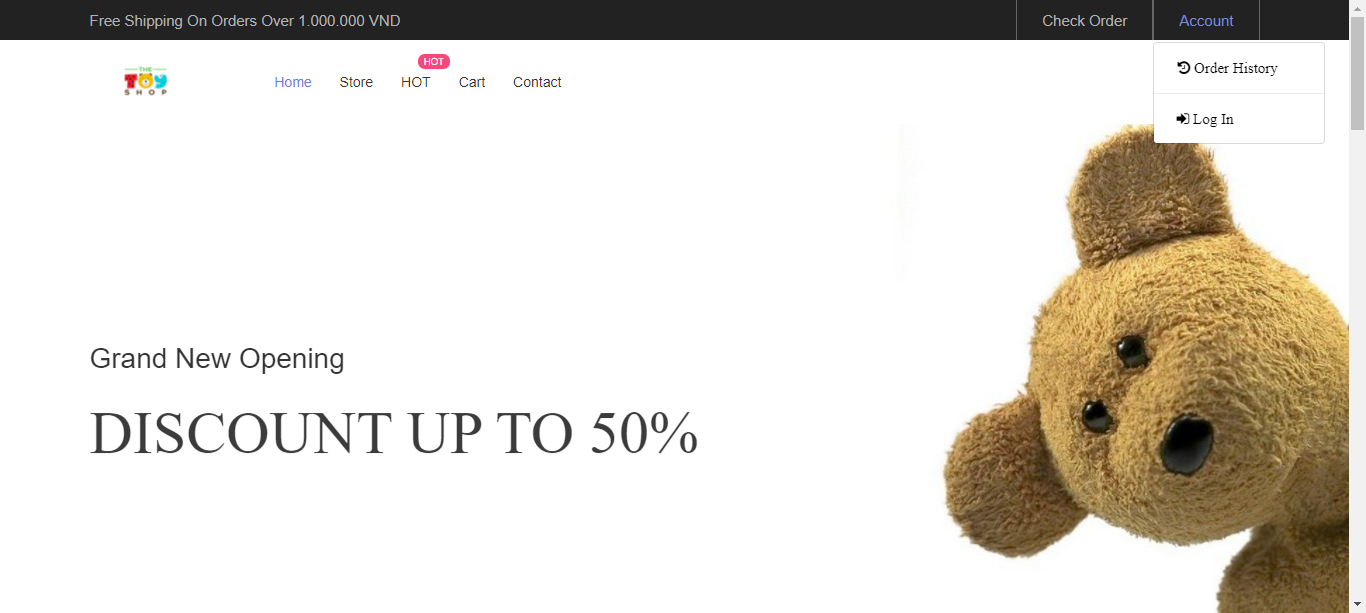 Free Shipping On Orders Over 1.000.000 VND
Check Order
Account
Order History
Log In
THE
TOY
SHOP
Home
Store
HOT
HOT
Cart
Contact
Grand New Opening
DISCOUNT UP TO 50%